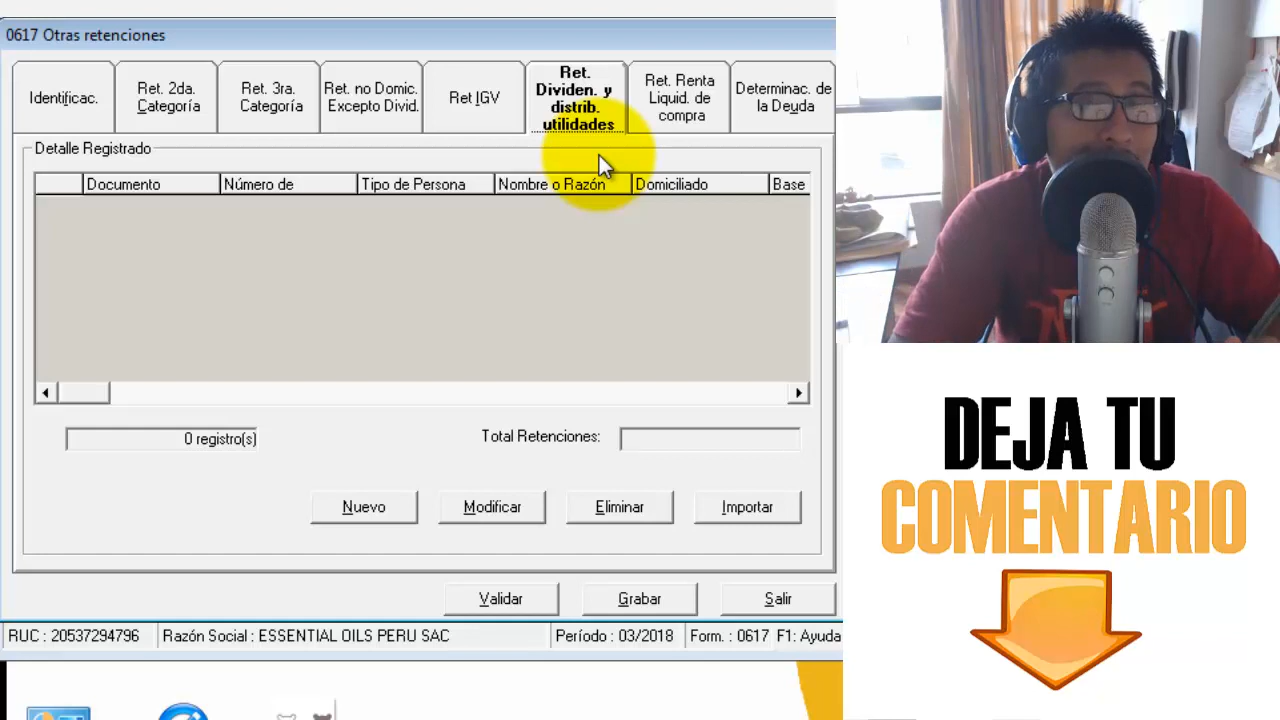 0617 Otras retenciones
Identificac.
Ret. 2da.
Categoría
Ret. 3ra.
Categoría
Ret. no Domic.
Excepto Divid.
Ret IGV
Ret.
Dividen. y
distrib.
utilidades
Ret. Renta
Liquid. de
compra
Determinac. de
la Deuda
Detalle Registrado
Documento
Número de
Tipo de Persona
Nombre o Razón
Domiciliado
Base
0 registro(s)
Total Retenciones:
Nuevo
Modificar
Eliminar
Importar
Validar
Grabar
Salir
RUC : 20537294796
Razón Social : ESSENTIAL OILS PERU SAC
Período : 03/2018
Form. : 0617
F1: Ayuda
DEJA TU
COMENTARIO